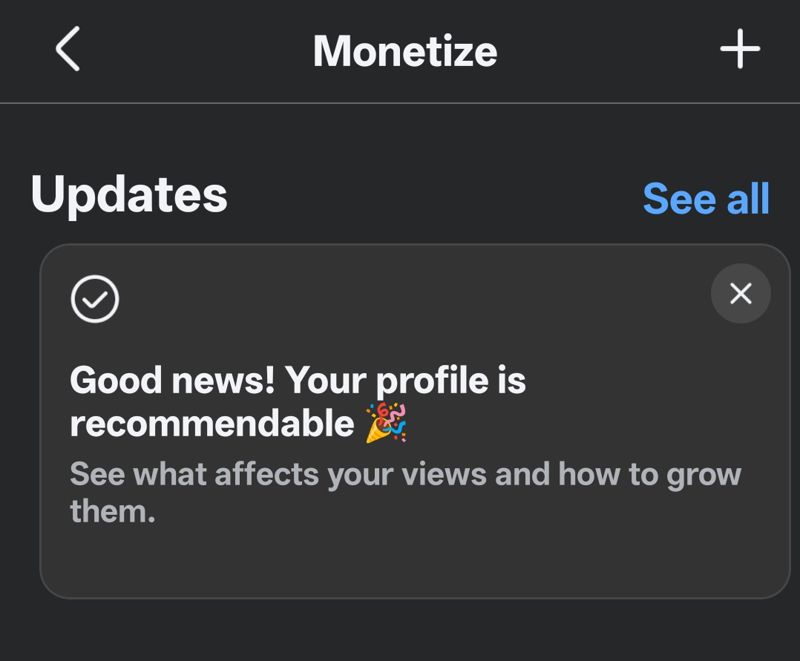 Monetize
Updates
See all
Good news! Your profile is
recommendable 🎉
See what affects your views and how to grow
them.